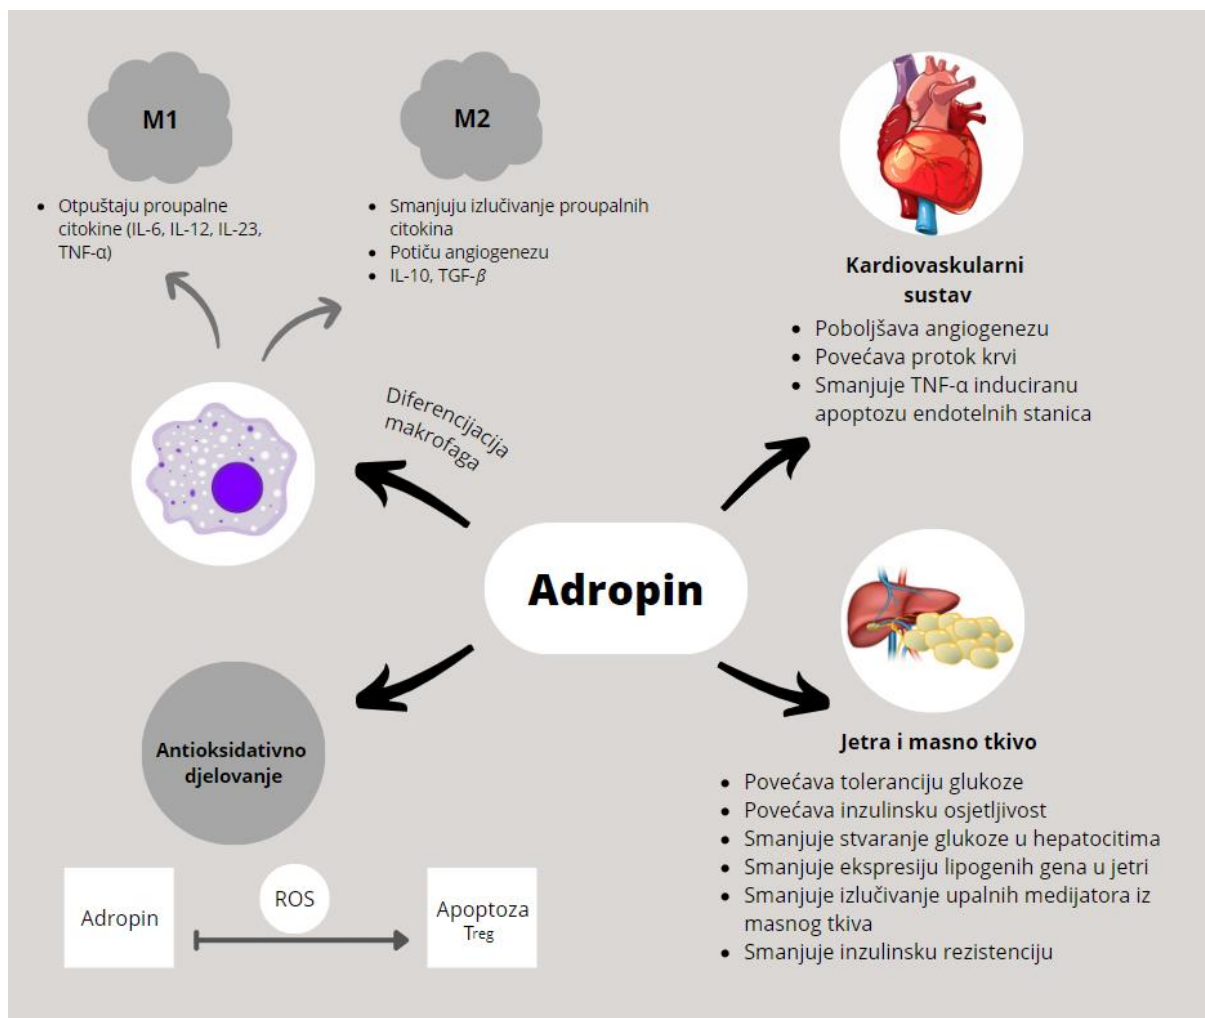 M1
• Otpuštaju proupalne
citokine (IL-6, IL-12, IL-23,
TNF-α)
M2
• Smanjuju izlučivanje proupalnih
citokina
• Potiču angiogenezu
• IL-10, TGF-β
Kardiovaskularni
sustav
• Poboljšava angiogenezu
• Povećava protok krvi
• Smanjuje TNF-α induciranu
apoptozu endotelnih stanica
Diferencijacija
makrofaga
Adropin
Antioksidativno
djelovanje
Adropin
ROS
Apoptoza
Treg
Jetra i masno tkivo
• Povećava toleranciju glukoze
• Povećava inzulinsku osjetljivost
• Smanjuje stvaranje glukoze u hepatocitima
• Smanjuje ekspresiju lipogenih gena u jetri
• Smanjuje izlučivanje upalnih medijatora iz
masnog tkiva
• Smanjuje inzulinsku rezistenciju